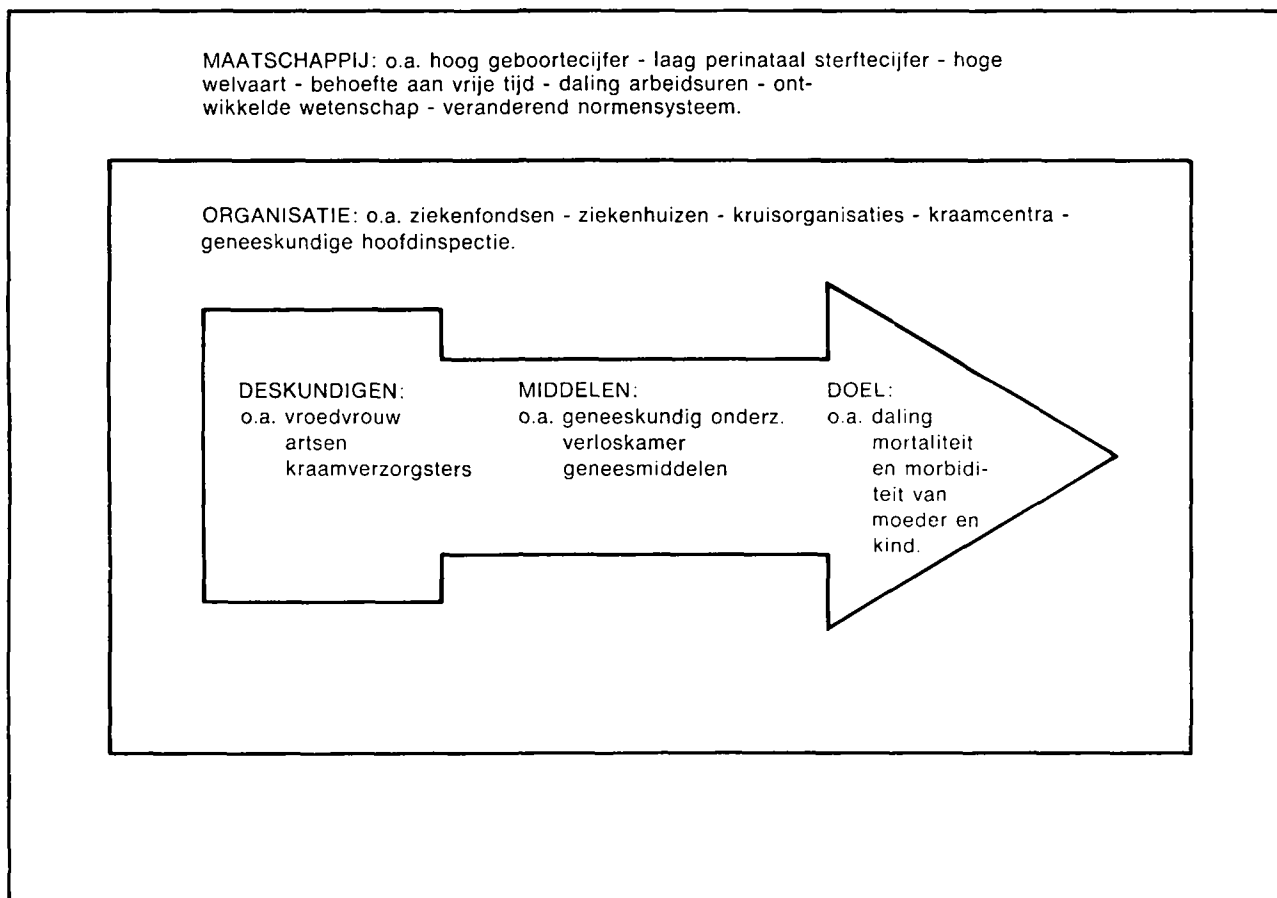 MAATSCHAPPIJ: o.a. hoog geboortecijfer - laag perinataal sterftecijfer - hoge
welvaart - behoefte aan vrije tijd - daling arbeidsuren - ont-
wikkelde wetenschap - veranderend normensysteem.
ORGANISATIE: o.a. ziekenfondsen - ziekenhuizen - kruisorganisaties - kraamcentra -
geneeskundige hoofdinspectie.
DESKUNDIGEN:
o.a. vroedvrouw
artsen
kraamverzorgsters
MIDDELEN:
o.a. geneeskundig onderz.
verloskamer
geneesmiddelen
DOEL:
o.a. daling
mortaliteit
en morbidi-
teit van
moeder en
kind.